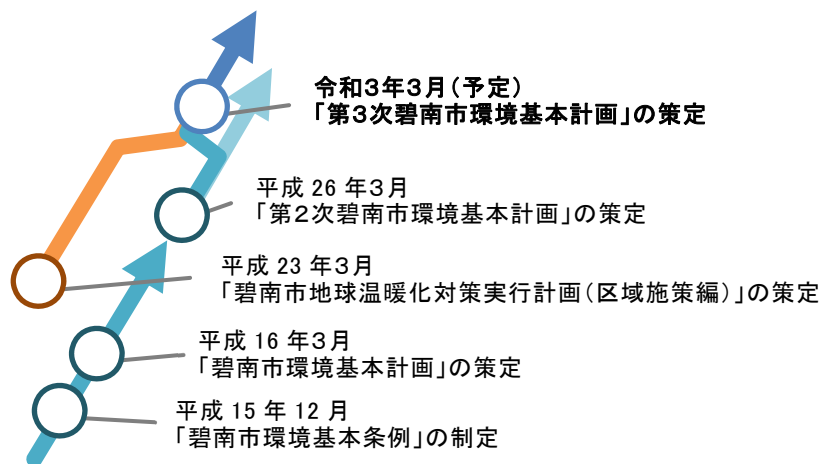 令和３年３月（予定）
「第３次碧南市環境基本計画」の策定
平成 26 年３月
「第２次碧南市環境基本計画」の策定
平成 23 年３月
「碧南市地球温暖化対策実行計画（区域施策編）」の策定
平成 16 年３月
「碧南市環境基本計画」の策定
平成 15 年 12 月
「碧南市環境基本条例」の制定